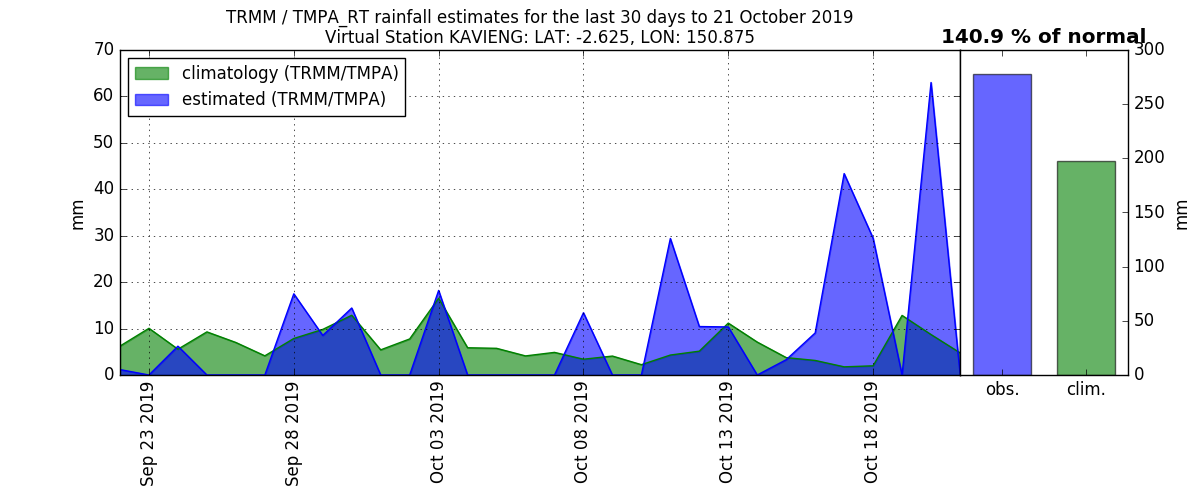 TRMM / TMPA_RT rainfall estimates for the last 30 days to 21 October 2019
Virtual Station KAVIENG: LAT: -2.625, LON: 150.875
140.9 % of normal
climatology (TRMM/TMPA)
estimated (TRMM/TMPA)
70
60
50
40
30
20
10
0
mm
Sep 23 2019
Sep 28 2019
Oct 03 2019
Oct 08 2019
Oct 13 2019
Oct 18 2019
obs.
clim.
300
250
200
150
100
50
0
mm